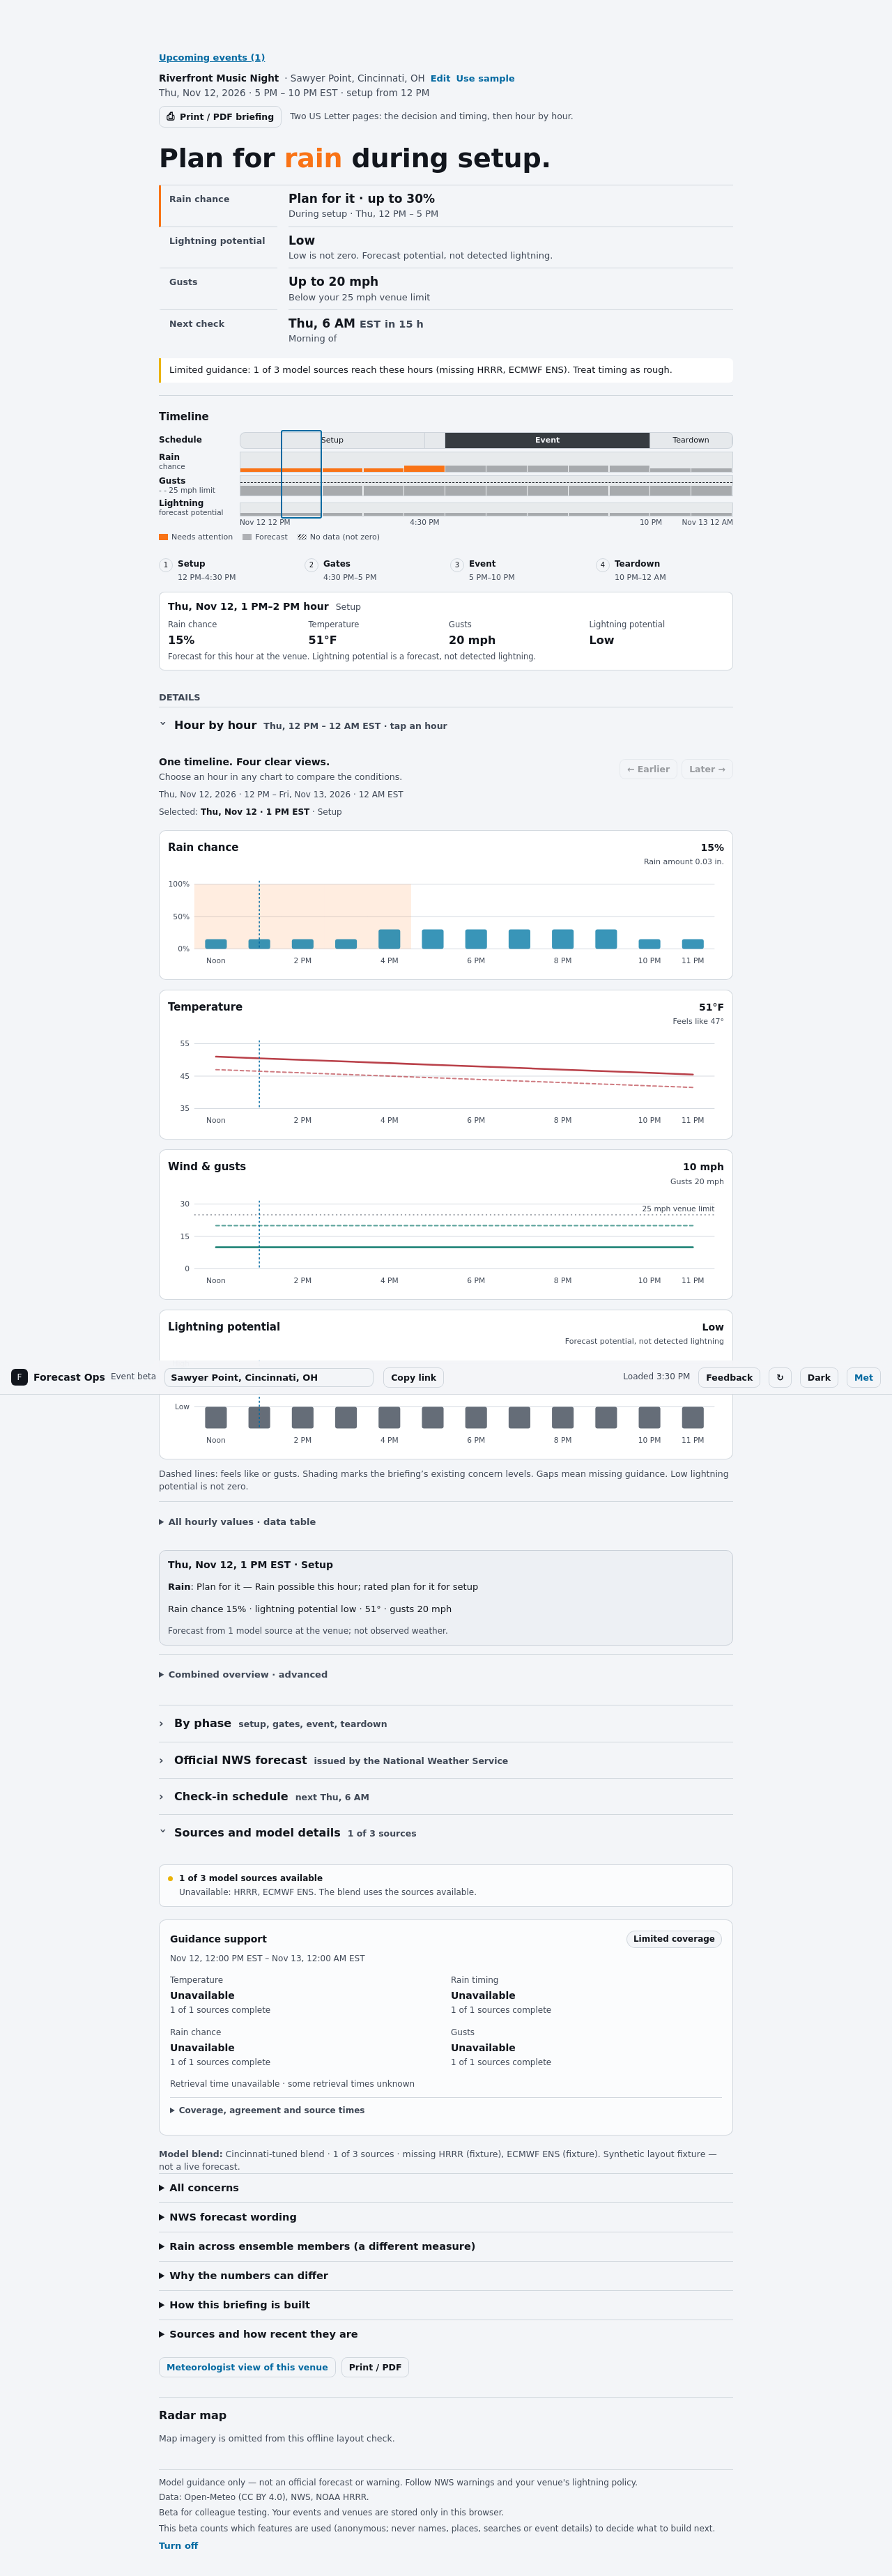 Upcoming events (1)
Riverfront Music Night · Sawyer Point, Cincinnati, OH Edit Use sample
Thu, Nov 12, 2026 · 5 PM – 10 PM EST · setup from 12 PM
⎙ Print / PDF briefing Two US Letter pages: the decision and timing, then hour by hour.
Plan for rain during setup.
Rain chance
Plan for it · up to 30%
During setup · Thu, 12 PM – 5 PM
Lightning potential
Low
Low is not zero. Forecast potential, not detected lightning.
Gusts
Up to 20 mph
Below your 25 mph venue limit
Next check
Thu, 6 AM EST in 15 h
Morning of
Limited guidance: 1 of 3 model sources reach these hours (missing HRRR, ECMWF ENS). Treat timing as rough.
Timeline
Schedule Setup Event Teardown
Rain
chance
Gusts
- - 25 mph limit
Lightning
forecast potential
Nov 12 12 PM 4:30 PM 10 PM Nov 13 12 AM
Needs attention Forecast No data (not zero)
1 Setup 2 Gates 3 Event 4 Teardown
12 PM–4:30 PM 4:30 PM–5 PM 5 PM–10 PM 10 PM–12 AM
Thu, Nov 12, 1 PM–2 PM hour Setup
Rain chance Temperature Gusts Lightning potential
15% 51°F 20 mph Low
Forecast for this hour at the venue. Lightning potential is a forecast, not detected lightning.
DETAILS
Hour by hour Thu, 12 PM – 12 AM EST · tap an hour
One timeline. Four clear views.
Choose an hour in any chart to compare the conditions.
← Earlier Later →
Thu, Nov 12, 2026 · 12 PM – Fri, Nov 13, 2026 · 12 AM EST
Selected: Thu, Nov 12 · 1 PM EST · Setup
Rain chance 15%
Rain amount 0.03 in.
100%
50%
0%
Noon 2 PM 4 PM 6 PM 8 PM 10 PM 11 PM
Temperature 51°F
Feels like 47°
55
45
35
Noon 2 PM 4 PM 6 PM 8 PM 10 PM 11 PM
Wind & gusts 10 mph
Gusts 20 mph
30
25 mph venue limit
15
0
Noon 2 PM 4 PM 6 PM 8 PM 10 PM 11 PM
Lightning potential Low
Forecast potential, not detected lightning
F Forecast Ops Event beta Sawyer Point, Cincinnati, OH Copy link Loaded 3:30 PM Feedback ↻ Dark Met
Low
Noon 2 PM 4 PM 6 PM 8 PM 10 PM 11 PM
Dashed lines: feels like or gusts. Shading marks the briefing’s existing concern levels. Gaps mean missing guidance. Low lightning
potential is not zero.
All hourly values · data table
Thu, Nov 12, 1 PM EST · Setup
Rain: Plan for it — Rain possible this hour; rated plan for it for setup
Rain chance 15% · lightning potential low · 51° · gusts 20 mph
Forecast from 1 model source at the venue; not observed weather.
Combined overview · advanced
By phase setup, gates, event, teardown
Official NWS forecast issued by the National Weather Service
Check-in schedule next Thu, 6 AM
Sources and model details 1 of 3 sources
1 of 3 model sources available
Unavailable: HRRR, ECMWF ENS. The blend uses the sources available.
Guidance support Limited coverage
Nov 12, 12:00 PM EST – Nov 13, 12:00 AM EST
Temperature Rain timing
Unavailable Unavailable
1 of 1 sources complete 1 of 1 sources complete
Rain chance Gusts
Unavailable Unavailable
1 of 1 sources complete 1 of 1 sources complete
Retrieval time unavailable · some retrieval times unknown
Coverage, agreement and source times
Model blend: Cincinnati-tuned blend · 1 of 3 sources · missing HRRR (fixture), ECMWF ENS (fixture). Synthetic layout fixture —
not a live forecast.
All concerns
NWS forecast wording
Rain across ensemble members (a different measure)
Why the numbers can differ
How this briefing is built
Sources and how recent they are
Meteorologist view of this venue Print / PDF
Radar map
Map imagery is omitted from this offline layout check.
Model guidance only — not an official forecast or warning. Follow NWS warnings and your venue's lightning policy.
Data: Open-Meteo (CC BY 4.0), NWS, NOAA HRRR.
Beta for colleague testing. Your events and venues are stored only in this browser.
This beta counts which features are used (anonymous; never names, places, searches or event details) to decide what to build next.
Turn off